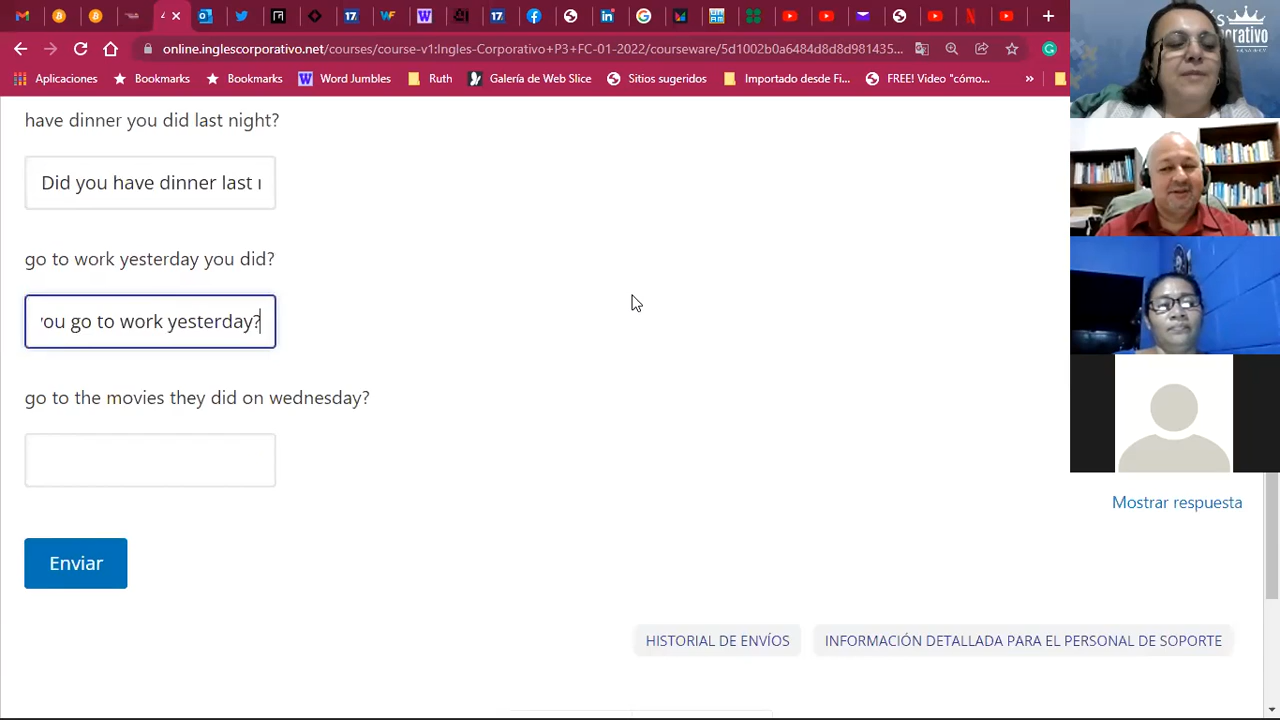 online.inglescorporativo.net/courses/course-v1:Ingles-Corporativo+P3+FC-01-2022/courseware/5d1002b0a6484d8d8d981435...
Aplicaciones Bookmarks Bookmarks Word Jumbles Ruth Galería de Web Slice Sitios sugeridos Importado desde Fi... FREE! Video "cómo... »
have dinner you did last night?
Did you have dinner last
go to work yesterday you did?
you go to work yesterday?
go to the movies they did on wednesday?
Mostrar respuesta
Enviar
HISTORIAL DE ENVÍOS INFORMACIÓN DETALLADA PARA EL PERSONAL DE SOPORTE